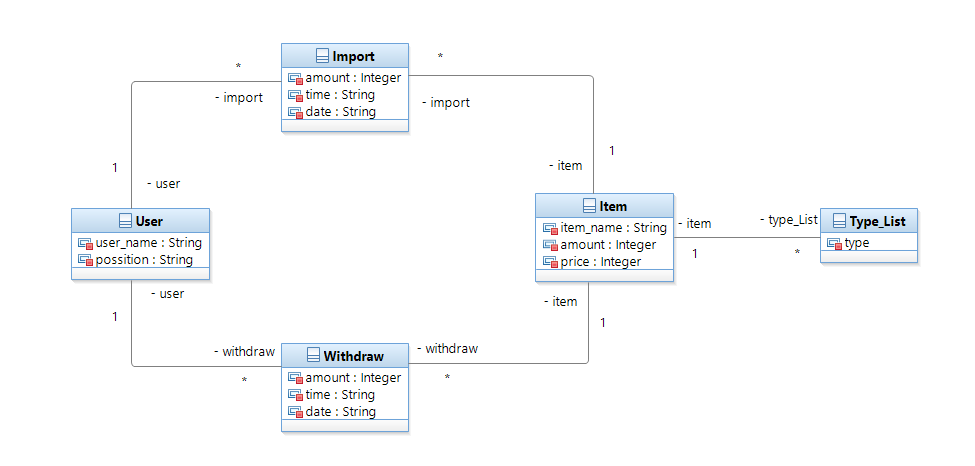 Import
amount : Integer
time : String
date : String
*
- import
*
- import
1
- user
1
- item
User
user_name : String
possition : String
Item
item_name : String
amount : Integer
price : Integer
- item
1
- type_List
*
Type_List
type
- user
1
- item
1
- withdraw
*
- withdraw
*
Withdraw
amount : Integer
time : String
date : String